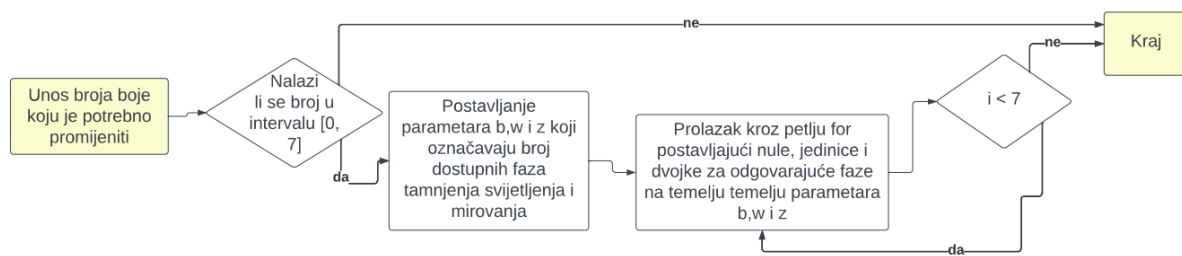 ne
Unos broja boje
koju je potrebno
promijeniti
Nalazi
li se broj u
intervalu [0,
7]
da
Postavljanje
parametara b,w i z koji
označavaju broj
dostupnih faza
tamnjenja svijetljenja i
mirovanja
Prolazak kroz petlju for
postavljajući nule, jedinice i
dvojke za odgovarajuće faze
na temelju temelju parametara
b,w i z
i < 7
ne
da
Kraj